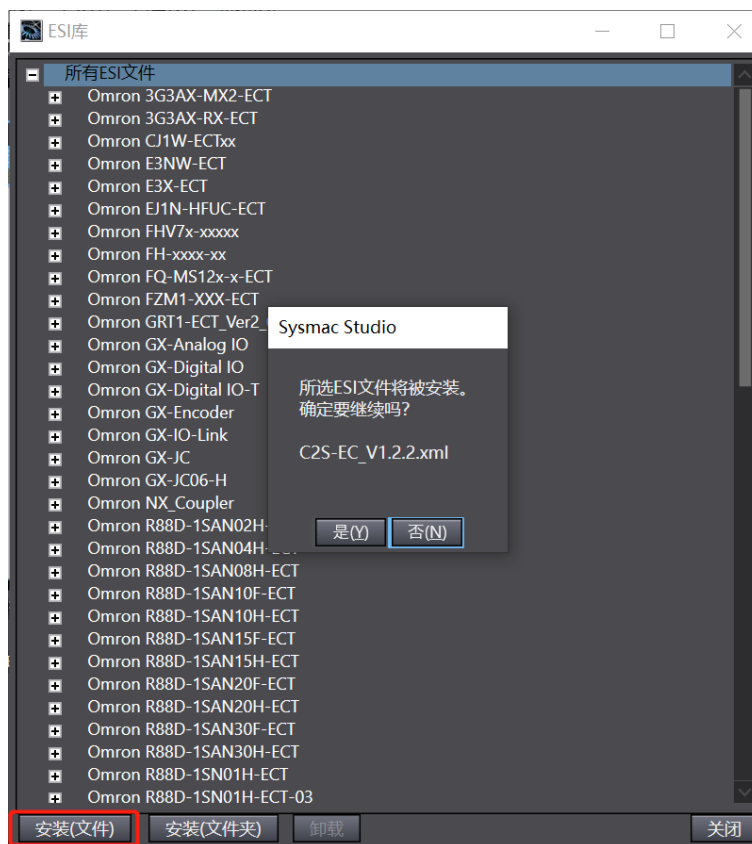 ESI库
所有ESI文件
Omron 3G3AX-MX2-ECT
Omron 3G3AX-RX-ECT
Omron CJ1W-ECTxx
Omron E3NW-ECT
Omron E3X-ECT
Omron EJ1N-HFUC-ECT
Omron FHV7x-xxxxx
Omron FH-xxxx-xx
Omron FQ-MS12x-x-ECT
Omron FZM1-XXX-ECT
Omron GRT1-ECT_Ver2_
Omron GX-Analog IO
Omron GX-Digital IO
Omron GX-Digital IO-T
Omron GX-Encoder
Omron GX-IO-Link
Omron GX-JC
Omron GX-JC06-H
Omron NX_Coupler
Omron R88D-1SAN02H-
Omron R88D-1SAN04H-ECT
Omron R88D-1SAN08H-ECT
Omron R88D-1SAN10F-ECT
Omron R88D-1SAN10H-ECT
Omron R88D-1SAN15F-ECT
Omron R88D-1SAN15H-ECT
Omron R88D-1SAN20F-ECT
Omron R88D-1SAN20H-ECT
Omron R88D-1SAN30F-ECT
Omron R88D-1SAN30H-ECT
Omron R88D-1SN01H-ECT
Omron R88D-1SN01H-ECT-03
Sysmac Studio
所选ESI文件将被安装。
确定要继续吗?
C2S-EC_V1.2.2.xml
是(Y) 否(N)
安装(文件) 安装(文件夹) 卸载 关闭